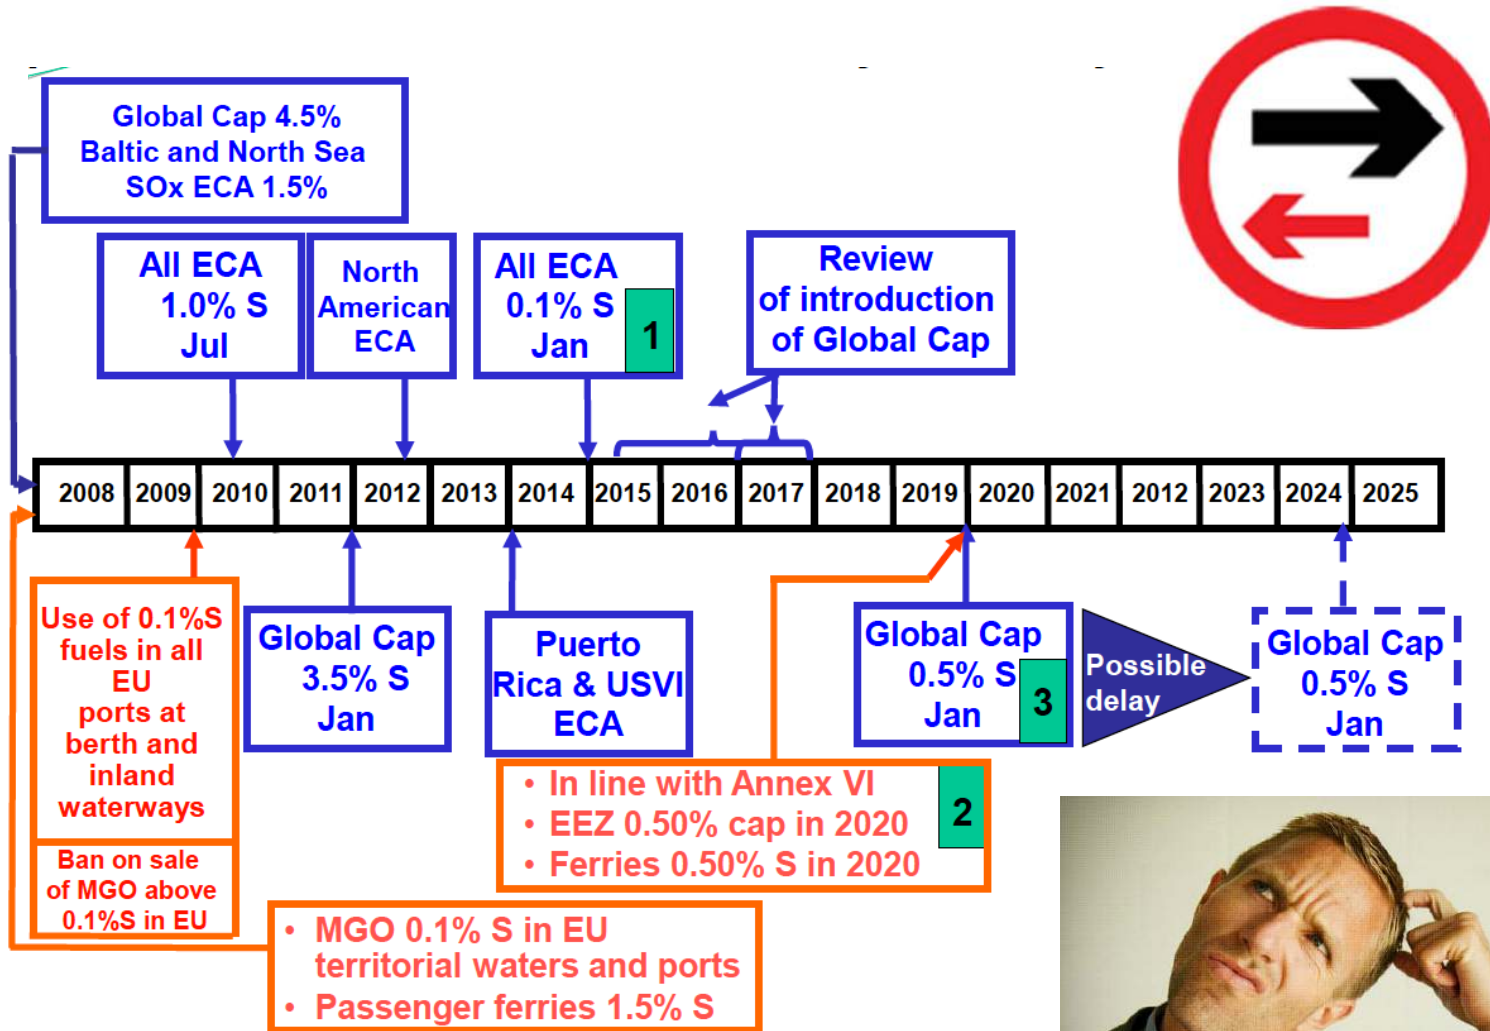 Global Cap 4.5%
Baltic and North Sea
SOx ECA 1.5%
All ECA
1.0% S
Jul
North
American
ECA
All ECA
0.1% S
Jan
1
Review
of introduction
of Global Cap
2008 2009 2010 2011 2012 2013 2014 2015 2016 2017 2018 2019 2020 2021 2012 2023 2024 2025
Use of 0.1%S
fuels in all
EU
ports at
berth and
inland
waterways
Ban on sale
of MGO above
0.1%S in EU
Global Cap
3.5% S
Jan
Puerto
Rica & USVI
ECA
Global Cap
0.5% S
Jan
3
Possible
delay
Global Cap
0.5% S
Jan
• In line with Annex VI
• EEZ 0.50% cap in 2020
• Ferries 0.50% S in 2020
2
• MGO 0.1% S in EU
territorial waters and ports
• Passenger ferries 1.5% S